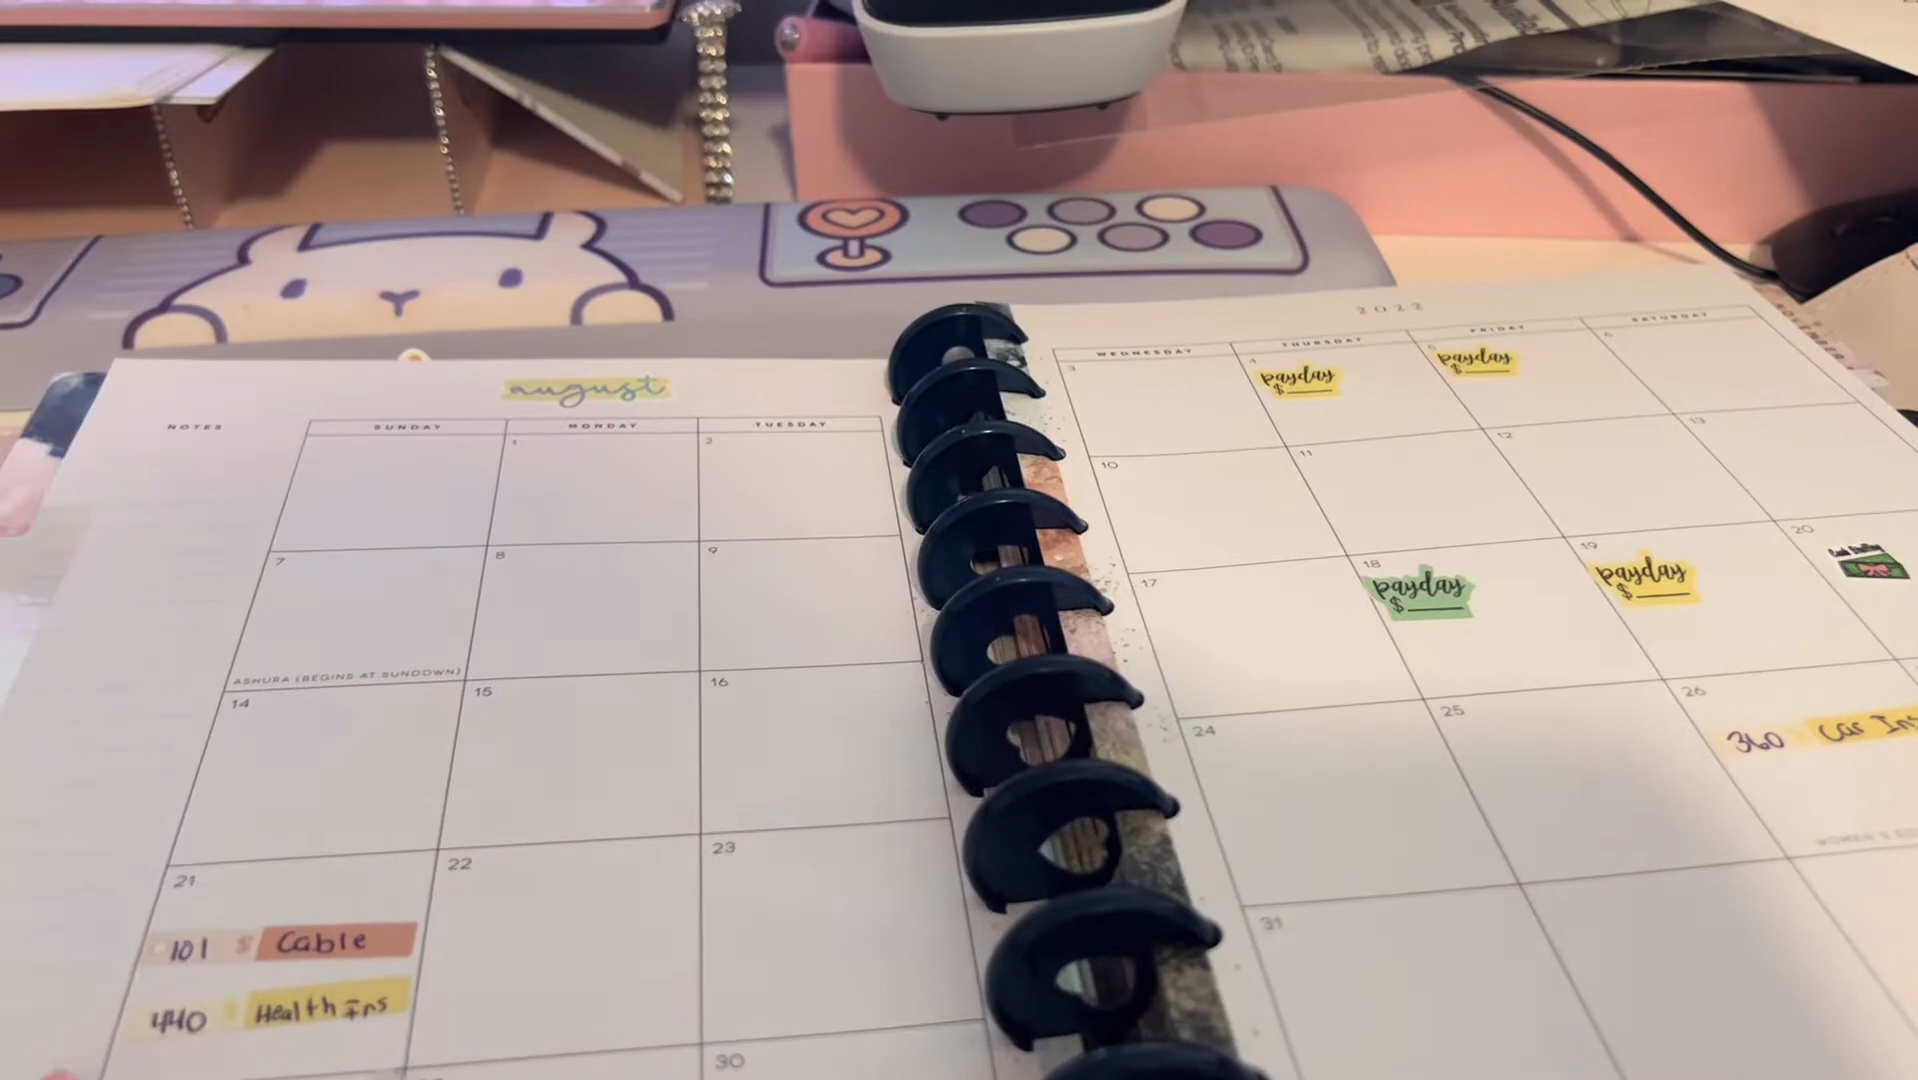 august
NOTES
SUNDAY MONDAY TUESDAY
1 2
7 8 9
ASHURA (BEGINS AT SUNDOWN)
14 15 16
21 22 23
101 $ Cable
440 Health Ins
30
2022
WEDNESDAY THURSDAY FRIDAY SATURDAY
3 4 5 6
payday
$
payday
$
10 11 12 13
17 18 19 20
payday
$
payday
$
24 25 26
360 Car Ins
31